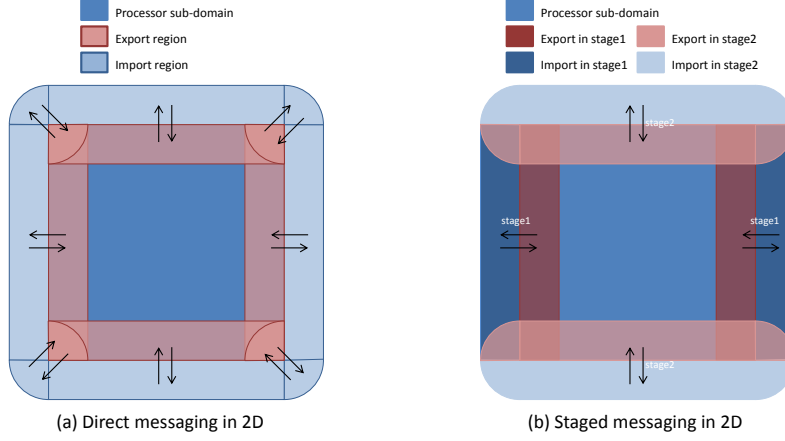 Processor sub-domain
Export region
Import region
Processor sub-domain
Export in stage1
Export in stage2
Import in stage1
Import in stage2
stage2
stage1
stage1
stage2
(a) Direct messaging in 2D
(b) Staged messaging in 2D